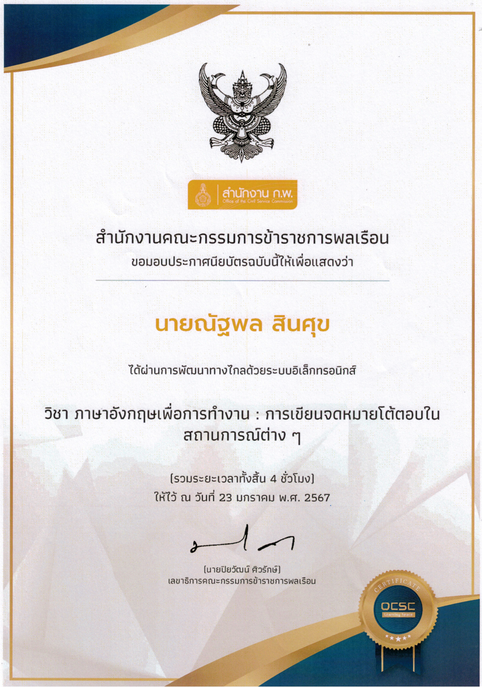 สำนักงาน ก.พ.
Office of the Civil Service Commission
สำนักงานคณะกรรมการข้าราชการพลเรือน
ขอมอบประกาศนียบัตรฉบับนี้ให้เพื่อแสดงว่า
นายณัฐพล สินศุข
ได้ผ่านการพัฒนาทางไกลด้วยระบบอิเล็กทรอนิกส์
วิชา ภาษาอังกฤษเพื่อการทำงาน : การเขียนจดหมายโต้ตอบใน
สถานการณ์ต่าง ๆ
(รวมระยะเวลาทั้งสิ้น 4 ชั่วโมง)
ให้ไว้ ณ วันที่ 23 มกราคม พ.ศ. 2567
(นายปิยวัฒน์ ศิวรักษ์)
เลขาธิการคณะกรรมการข้าราชการพลเรือน
CERTIFICATE
OCSC
Learning Space